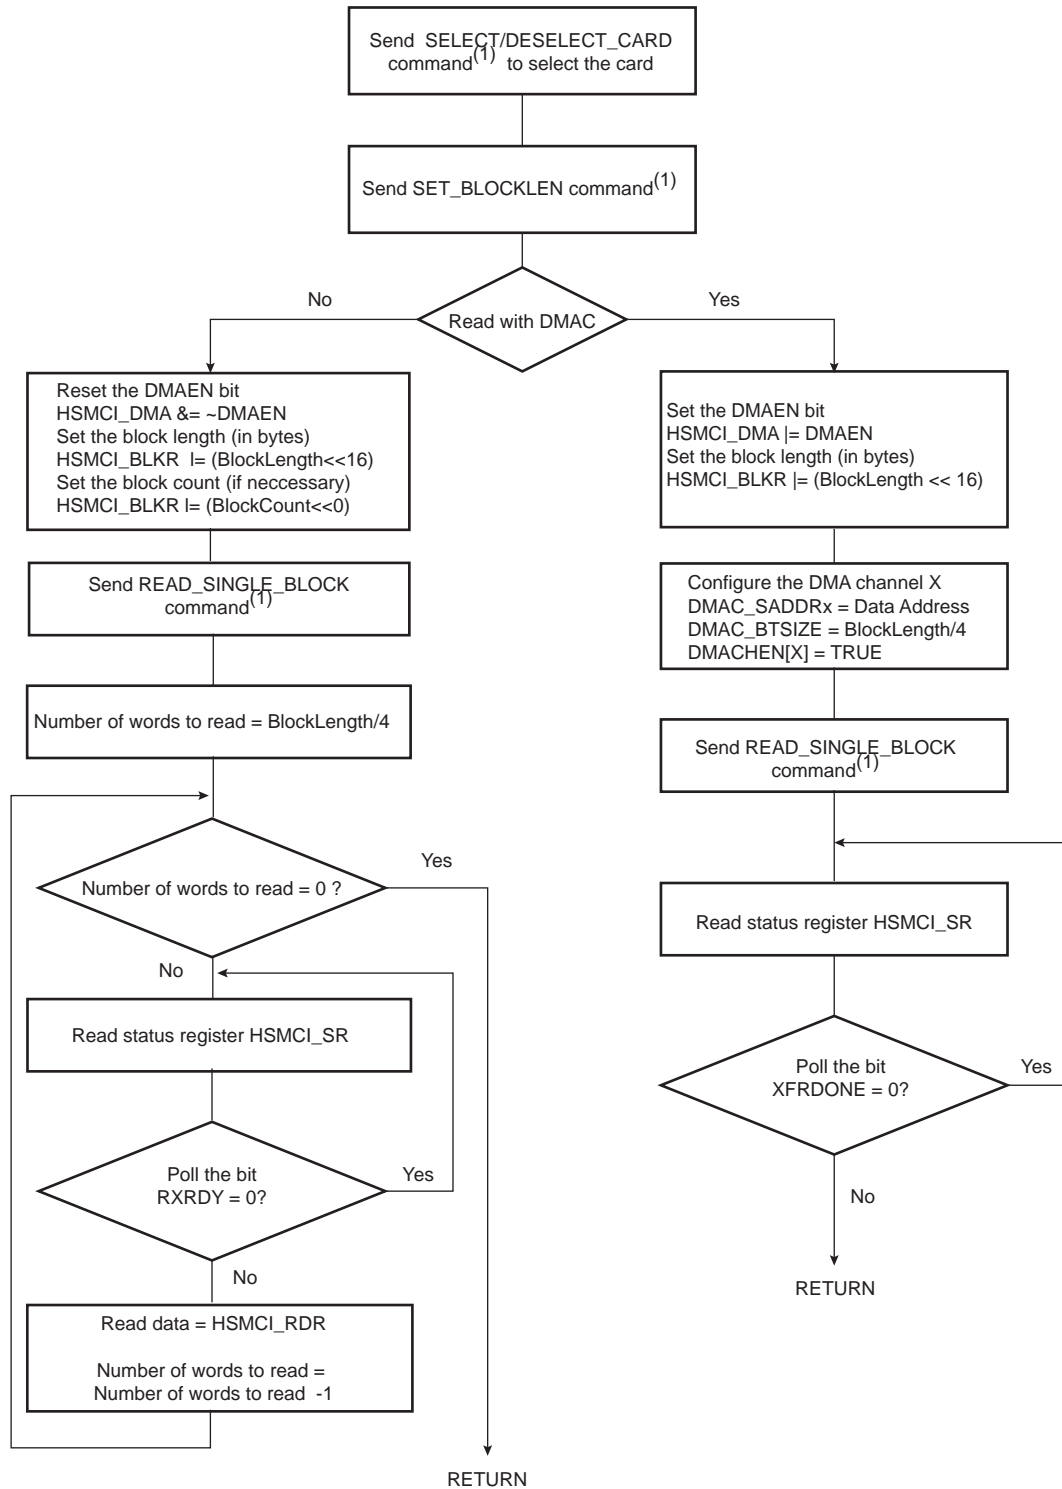 Send SELECT/DESELECT_CARD
command(1) to select the card
Send SET_BLOCKLEN command(1)
No
Yes
Read with DMAC
Reset the DMAEN bit
HSMCI_DMA &= ~DMAEN
Set the block length (in bytes)
HSMCI_BLKR l= (BlockLength<<16)
Set the block count (if neccessary)
HSMCI_BLKR l= (BlockCount<<0)
Send READ_SINGLE_BLOCK
command(1)
Number of words to read = BlockLength/4
Number of words to read = 0 ?
Yes
No
Read status register HSMCI_SR
Poll the bit
RXRDY = 0?
Yes
No
Read data = HSMCI_RDR
Number of words to read =
Number of words to read -1
RETURN
Set the DMAEN bit
HSMCI_DMA |= DMAEN
Set the block length (in bytes)
HSMCI_BLKR |= (BlockLength << 16)
Configure the DMA channel X
DMAC_SADDRx = Data Address
DMAC_BTSIZE = BlockLength/4
DMACHEN[X] = TRUE
Send READ_SINGLE_BLOCK
command(1)
Read status register HSMCI_SR
Poll the bit
XFRDONE = 0?
Yes
No
RETURN